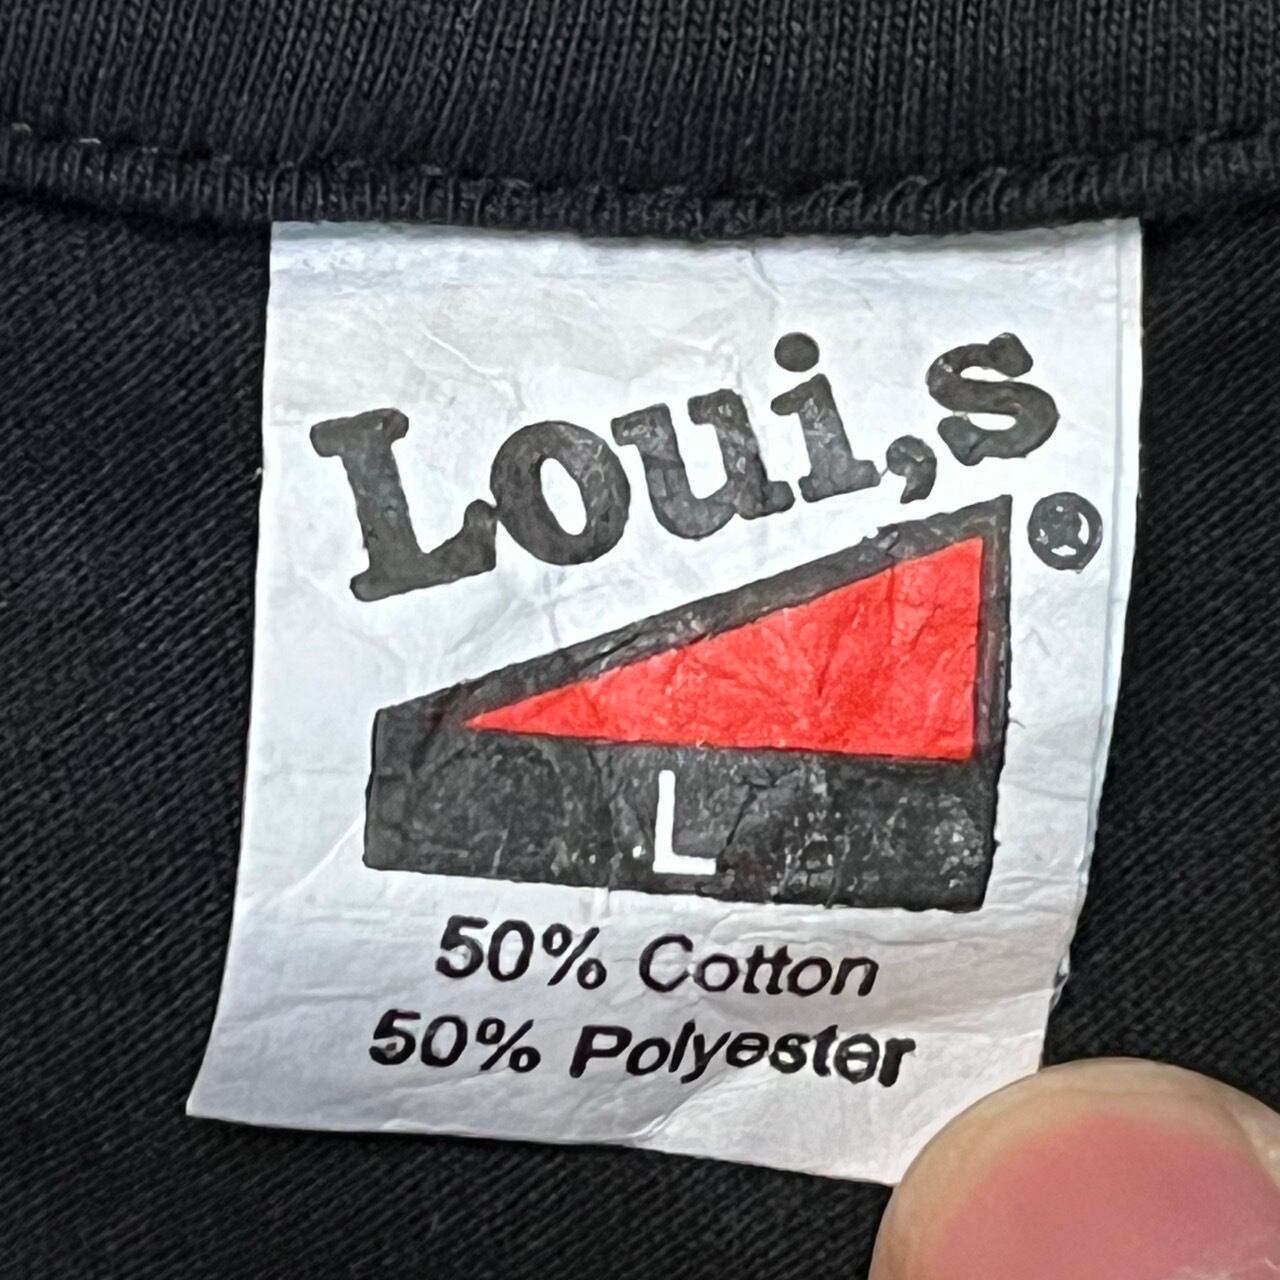 Loui,s
®
L
50% Cotton
50% Polyester